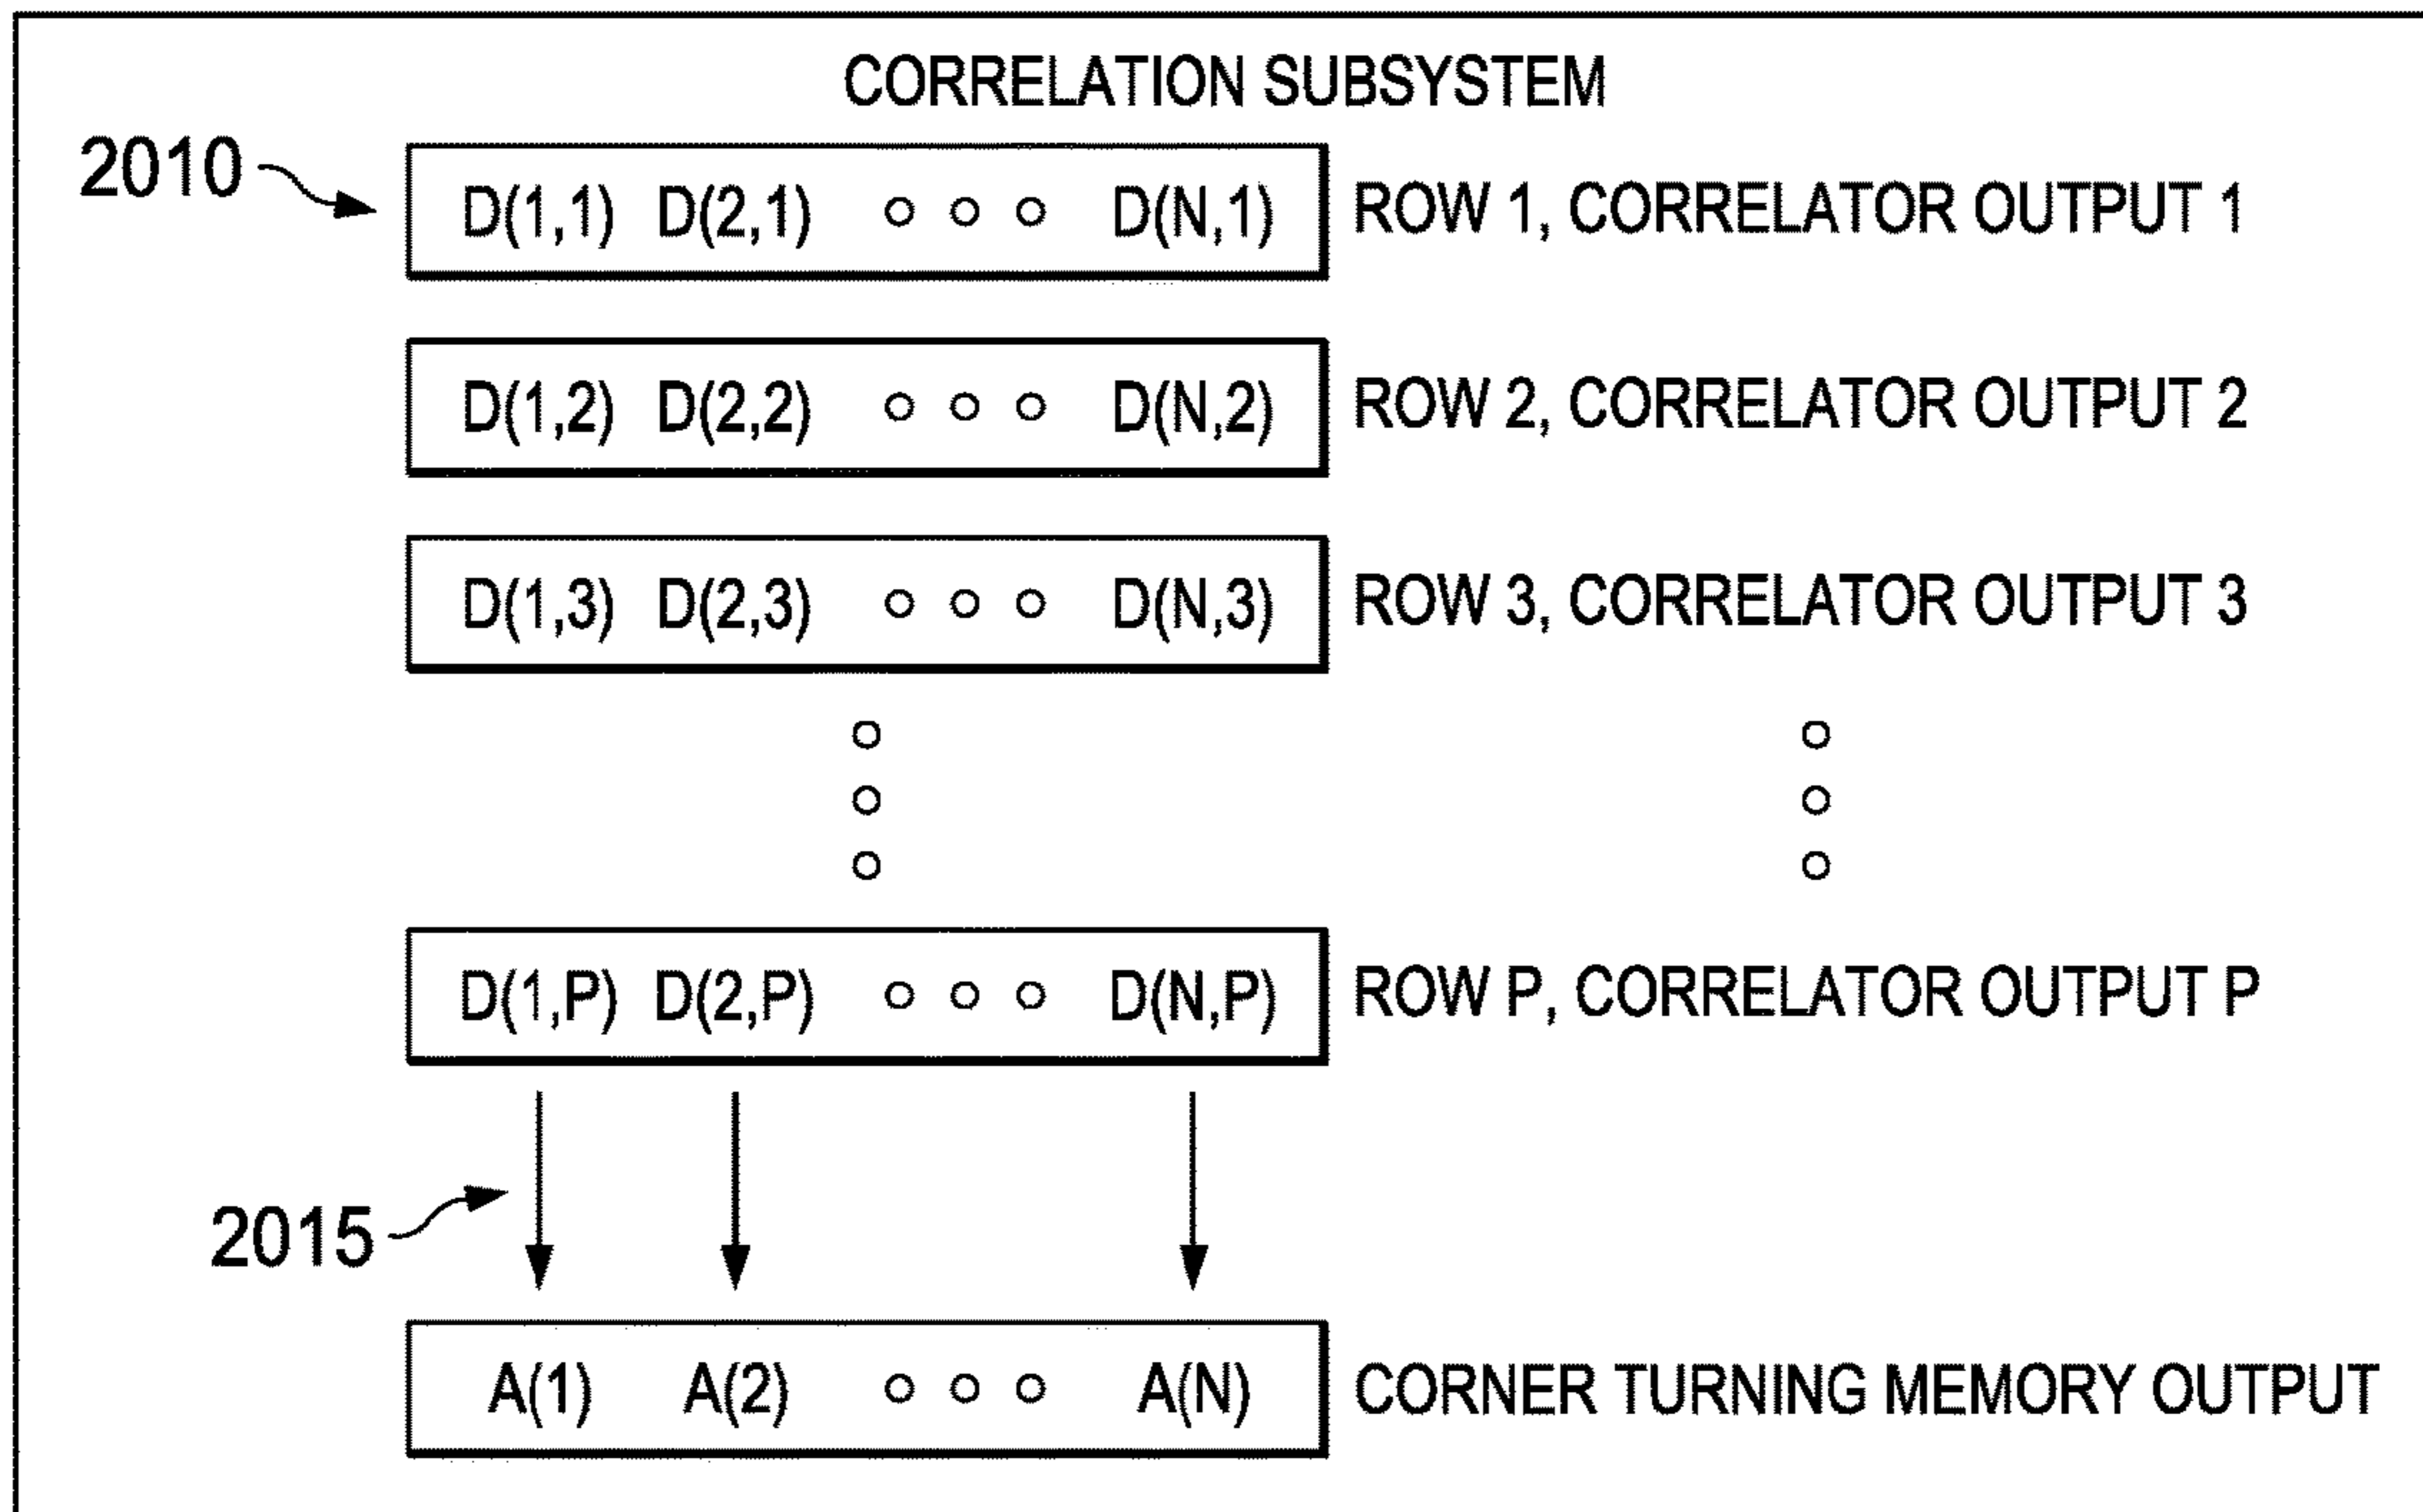 CORRELATION SUBSYSTEM
2010
D(1,1) D(2,1) ○ ○ ○ D(N,1) ROW 1, CORRELATOR OUTPUT 1
D(1,2) D(2,2) ○ ○ ○ D(N,2) ROW 2, CORRELATOR OUTPUT 2
D(1,3) D(2,3) ○ ○ ○ D(N,3) ROW 3, CORRELATOR OUTPUT 3
D(1,P) D(2,P) ○ ○ ○ D(N,P) ROW P, CORRELATOR OUTPUT P
2015
A(1) A(2) ○ ○ ○ A(N) CORNER TURNING MEMORY OUTPUT